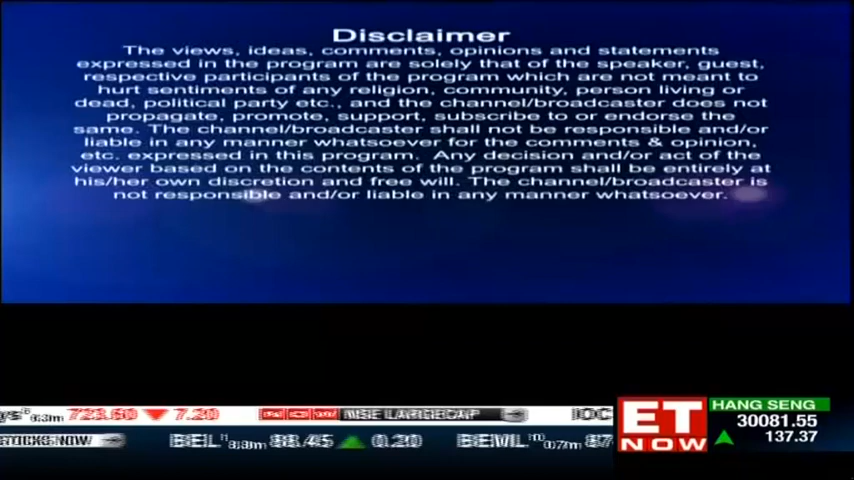 Disclaimer
The views, ideas, comments, opinions and statements
expressed in the program are solely that of the speaker, guest,
respective participants of the program which are not meant to
hurt sentiments of any religion, community, person living or
dead, political party etc., and the channel/broadcaster does not
propagate, promote, support, subscribe to or endorse the
same. The channel/broadcaster shall not be responsible and/or
liable in any manner whatsoever for the comments & opinion,
etc. expressed in this program. Any decision and/or act of the
viewer based on the contents of the program shall be entirely at
his/her own discretion and free will. The channel/broadcaster is
not responsible and/or liable in any manner whatsoever.
7.20 NSE LARGECAP IOC
BEL 88.45 0.20 BEML 87
ET
NOW
HANG SENG
30081.55
137.37